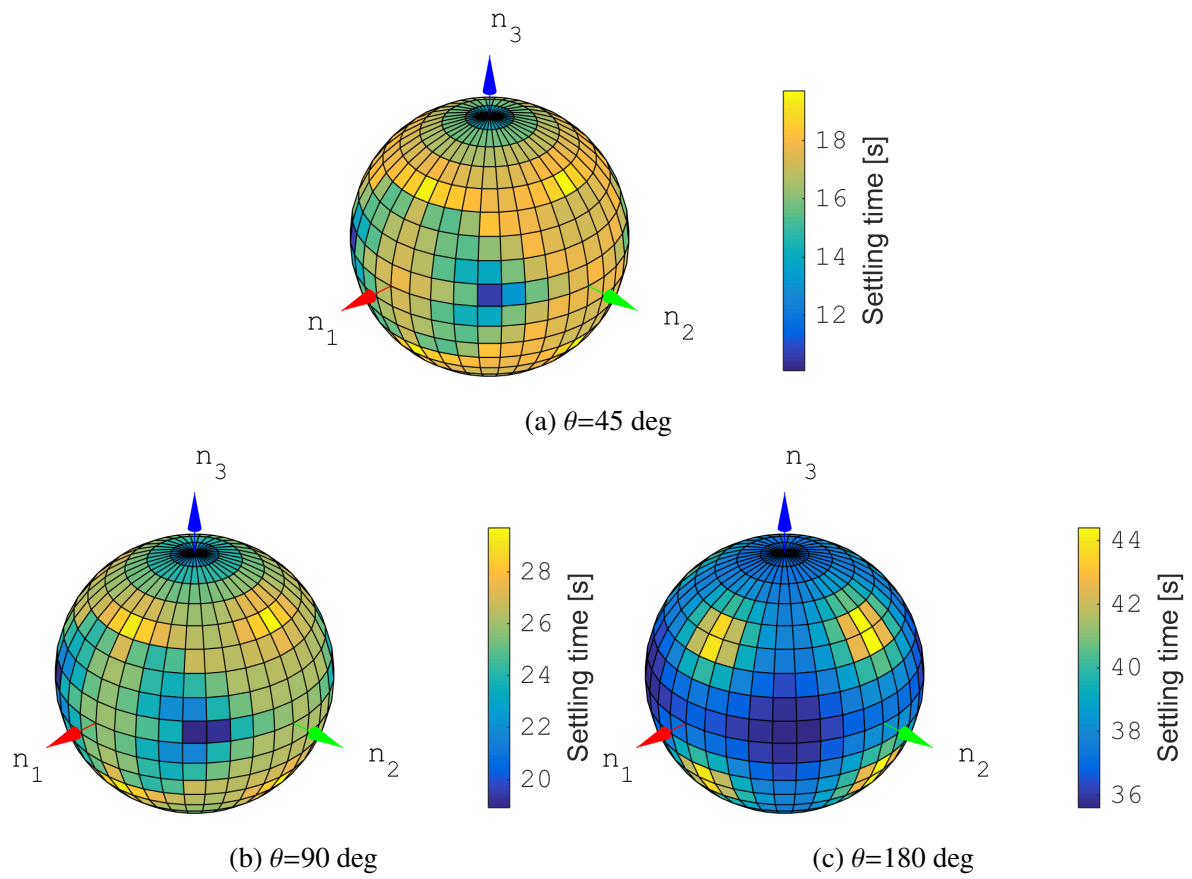 n₃
18
16
14
12
Settling time [s]
n₁
n₂
(a) θ=45 deg
n₃
28
26
24
22
20
Settling time [s]
n₁
n₂
(b) θ=90 deg
n₃
44
42
40
38
36
Settling time [s]
n₁
n₂
(c) θ=180 deg